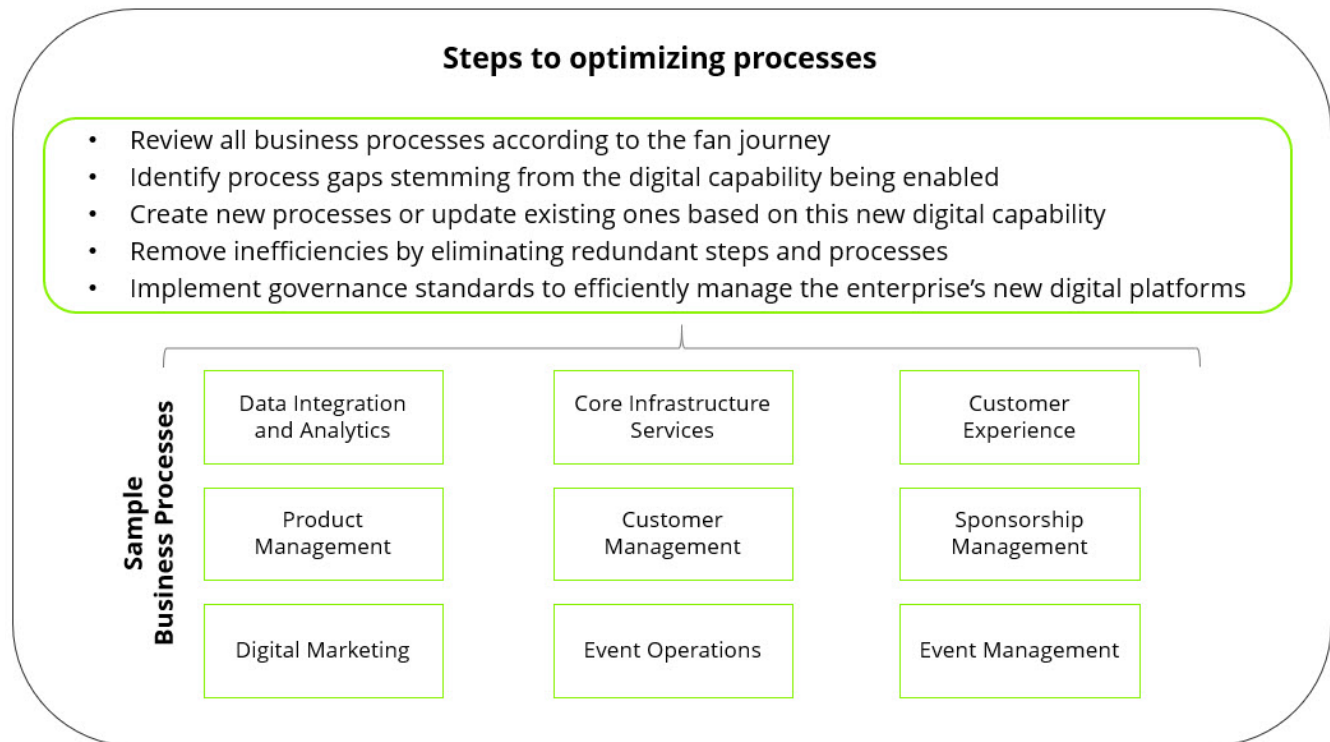 Steps to optimizing processes
• Review all business processes according to the fan journey
• Identify process gaps stemming from the digital capability being enabled
• Create new processes or update existing ones based on this new digital capability
• Remove inefficiencies by eliminating redundant steps and processes
• Implement governance standards to efficiently manage the enterprise’s new digital platforms
Sample
Business Processes
Data Integration
and Analytics
Core Infrastructure
Services
Customer
Experience
Product
Management
Customer
Management
Sponsorship
Management
Digital Marketing
Event Operations
Event Management